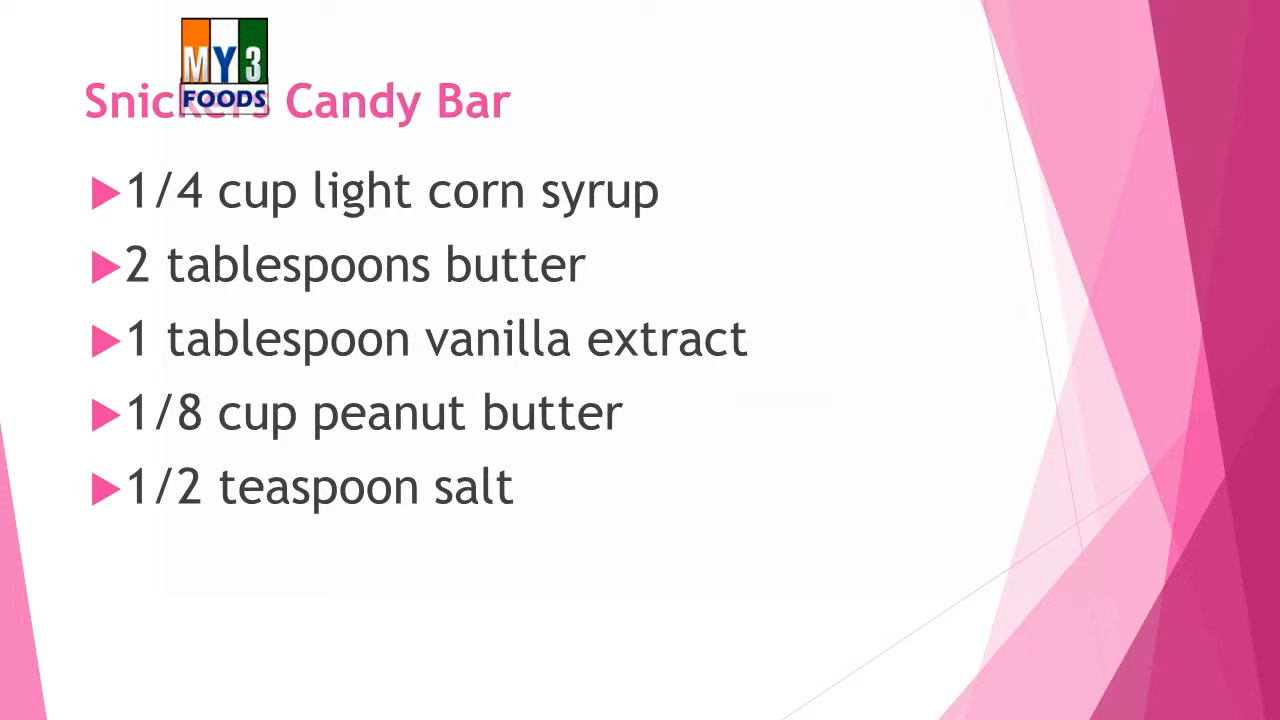 MY3
FOODS
Snickers Candy Bar
1/4 cup light corn syrup
2 tablespoons butter
1 tablespoon vanilla extract
1/8 cup peanut butter
1/2 teaspoon salt